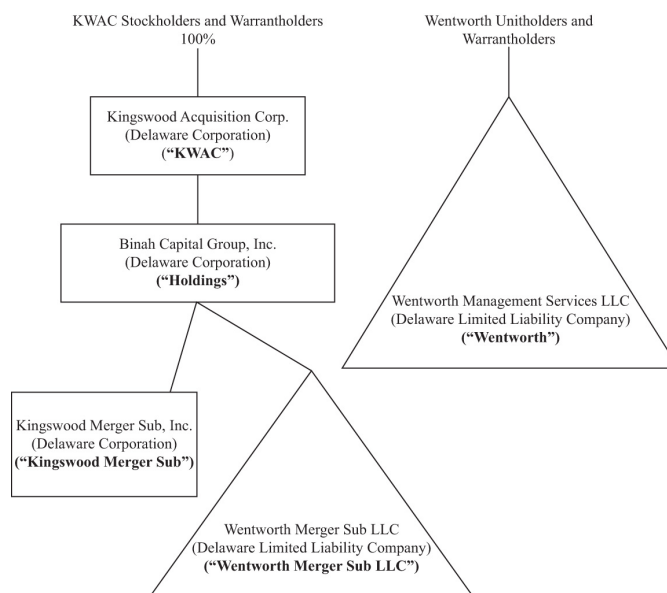 KWAC Stockholders and Warrantholders
100%
Wentworth Unitholders and
Warrantholders
Kingswood Acquisition Corp.
(Delaware Corporation)
(“KWAC”)
Binah Capital Group, Inc.
(Delaware Corporation)
(“Holdings”)
Wentworth Management Services LLC
(Delaware Limited Liability Company)
(“Wentworth”)
Kingswood Merger Sub, Inc.
(Delaware Corporation)
(“Kingswood Merger Sub”)
Wentworth Merger Sub LLC
(Delaware Limited Liability Company)
(“Wentworth Merger Sub LLC”)